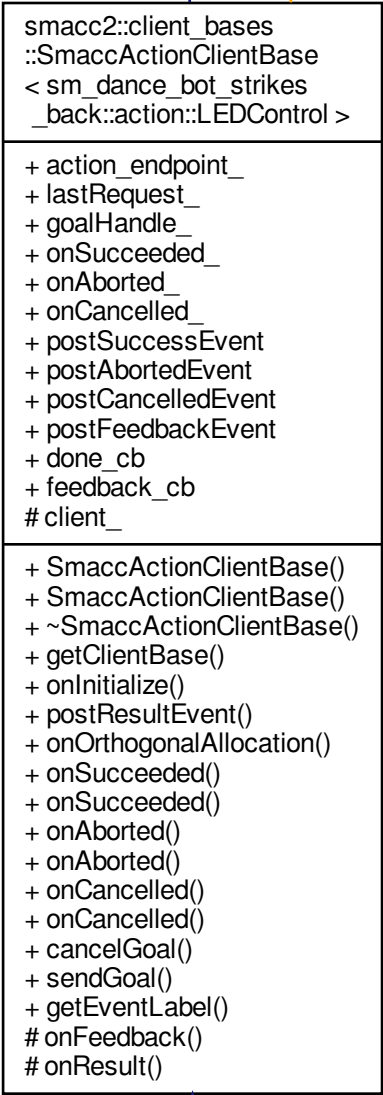 smacc2::client_bases
::SmaccActionClientBase
< sm_dance_bot_strikes
_back::action::LEDControl >
+ action_endpoint_
+ lastRequest_
+ goalHandle_
+ onSucceeded_
+ onAborted_
+ onCancelled_
+ postSuccessEvent
+ postAbortedEvent
+ postCancelledEvent
+ postFeedbackEvent
+ done_cb
+ feedback_cb
# client_
+ SmaccActionClientBase()
+ SmaccActionClientBase()
+ ~SmaccActionClientBase()
+ getClientBase()
+ onInitialize()
+ postResultEvent()
+ onOrthogonalAllocation()
+ onSucceeded()
+ onSucceeded()
+ onAborted()
+ onAborted()
+ onCancelled()
+ onCancelled()
+ cancelGoal()
+ sendGoal()
+ getEventLabel()
# onFeedback()
# onResult()